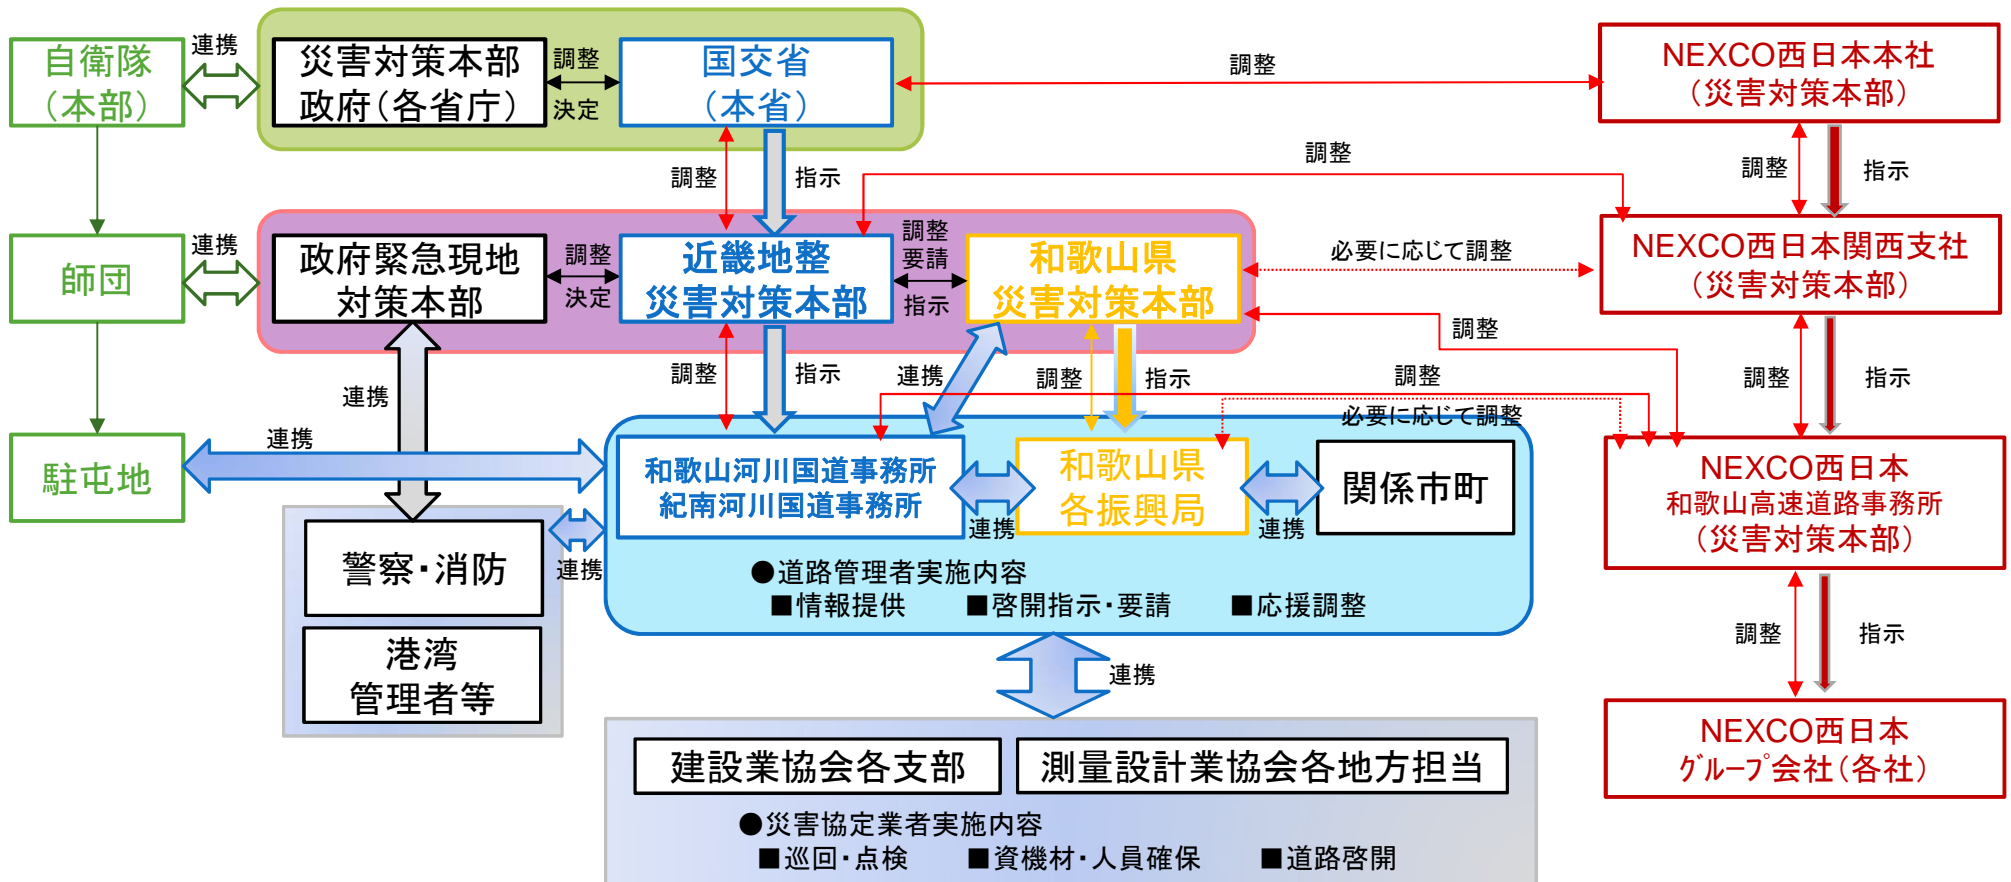 自衛隊
（本部）
連携
災害対策本部
政府（各省庁）
調整
決定
国交省
（本省）
調整
NEXCO西日本本社
（災害対策本部）
調整
指示
調整
調整
指示
師団
連携
政府緊急現地
対策本部
調整
決定
近畿地整
災害対策本部
調整
要請
指示
和歌山県
災害対策本部
必要に応じて調整
NEXCO西日本関西支社
（災害対策本部）
調整
連携
調整
指示
連携
調整
指示
調整
必要に応じて調整
調整
指示
駐屯地
連携
和歌山河川国道事務所
紀南河川国道事務所
連携
和歌山県
各振興局
連携
関係市町
NEXCO西日本
和歌山高速道路事務所
（災害対策本部）
警察・消防
連携
●道路管理者実施内容
■情報提供 ■啓開指示・要請 ■応援調整
港湾
管理者等
連携
調整
指示
NEXCO西日本
ｸﾞﾙｰﾌﾟ会社（各社）
建設業協会各支部
測量設計業協会各地方担当
●災害協定業者実施内容
■巡回・点検 ■資機材・人員確保 ■道路啓開